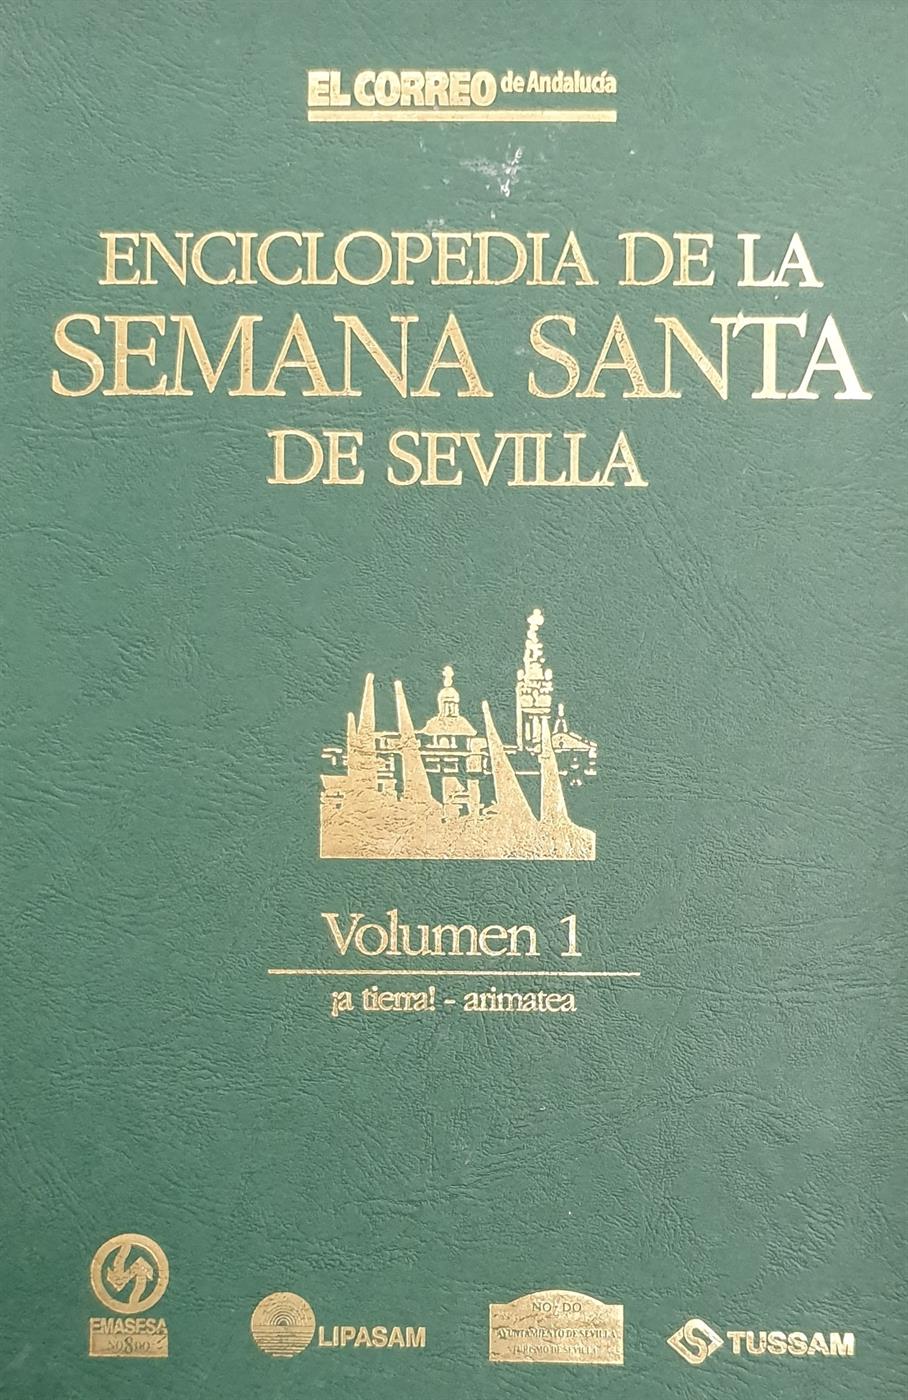 EL CORREO de Andalucía
ENCICLOPEDIA DE LA
SEMANA SANTA
DE SEVILLA
Volumen 1
¡a tierra! - arimatea
EMASESA
NO8DO
LIPASAM
NO DO
AYUNTAMIENTO DE SEVILLA
TURISMO DE SEVILLA
TUSSAM